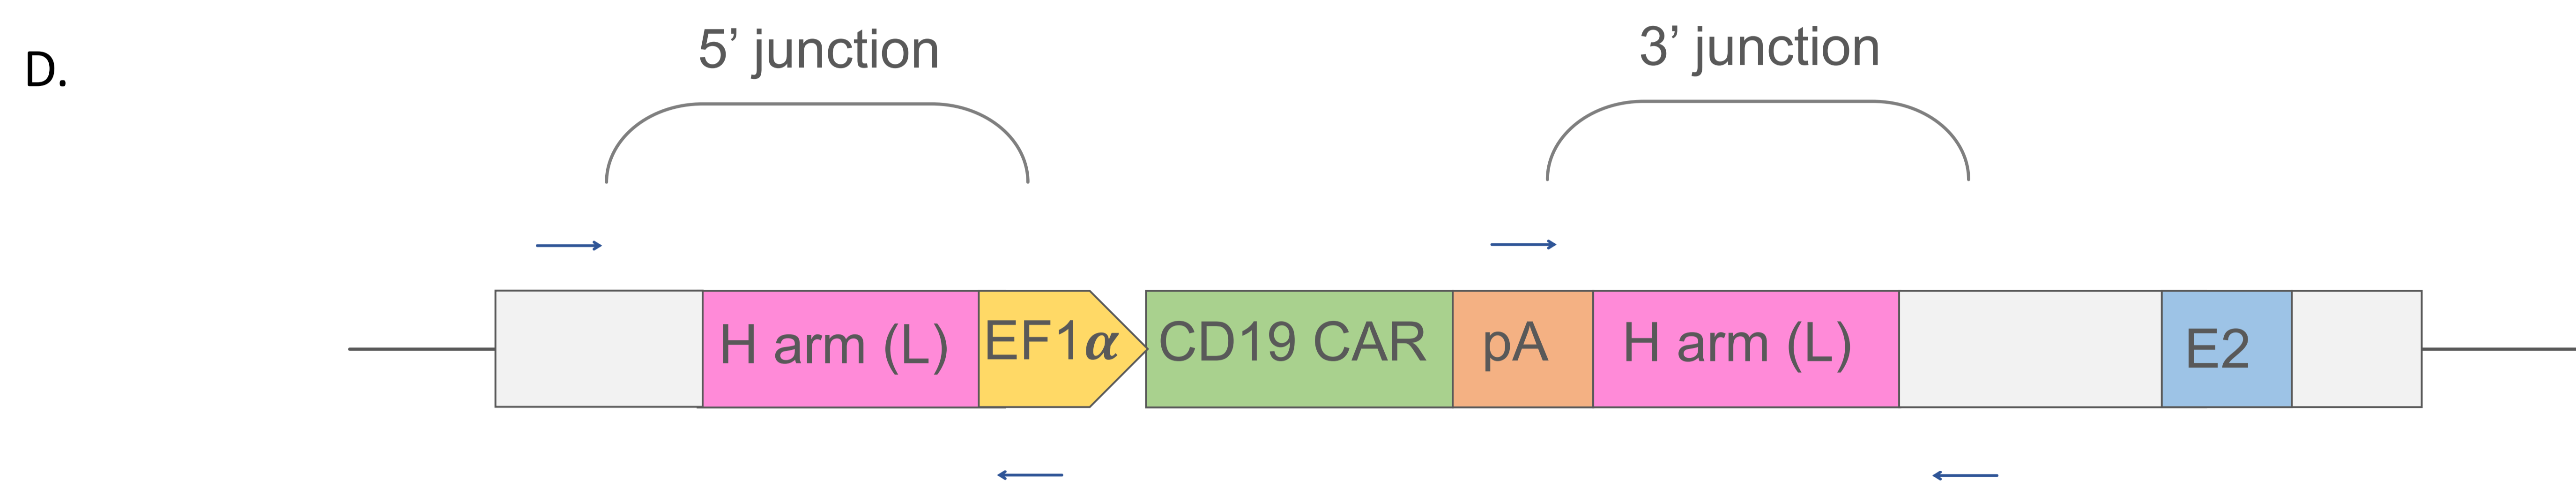 D.
5’ junction
3’ junction
H arm (L)
EF1α
CD19 CAR
pA
H arm (L)
E2